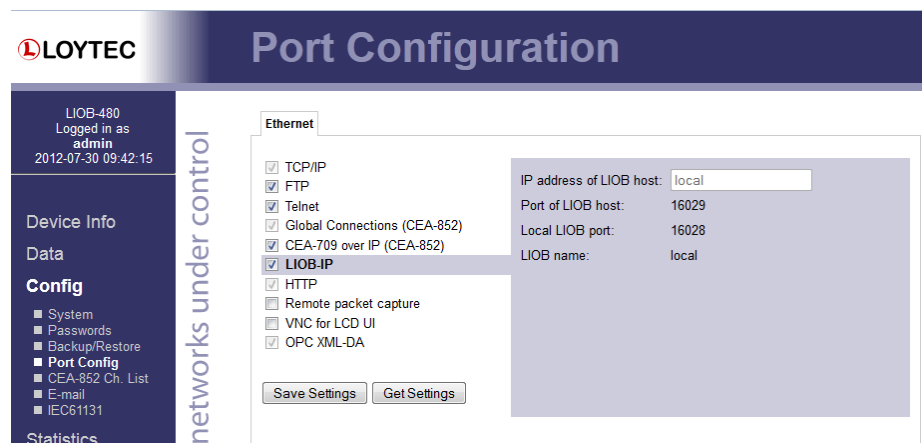 LOYTEC
Port Configuration
LIOB-480
Logged in as
admin
2012-07-30 09:42:15
Device Info
Data
Config
System
Passwords
Backup/Restore
Port Config
CEA-852 Ch. List
E-mail
IEC61131
Statistics
networks under control
Ethernet
TCP/IP
FTP
Telnet
Global Connections (CEA-852)
CEA-709 over IP (CEA-852)
LIOB-IP
HTTP
Remote packet capture
VNC for LCD UI
OPC XML-DA
Save Settings Get Settings
IP address of LIOB host: local
Port of LIOB host: 16029
Local LIOB port: 16028
LIOB name: local